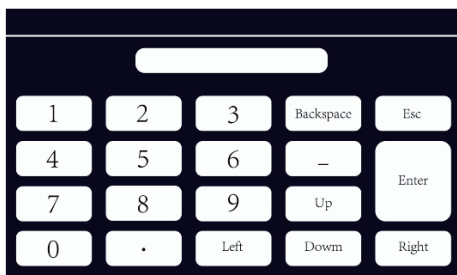 1 2 3 Backspace Esc
4 5 6 – Enter
7 8 9 Up
0 . Left Dowm Right